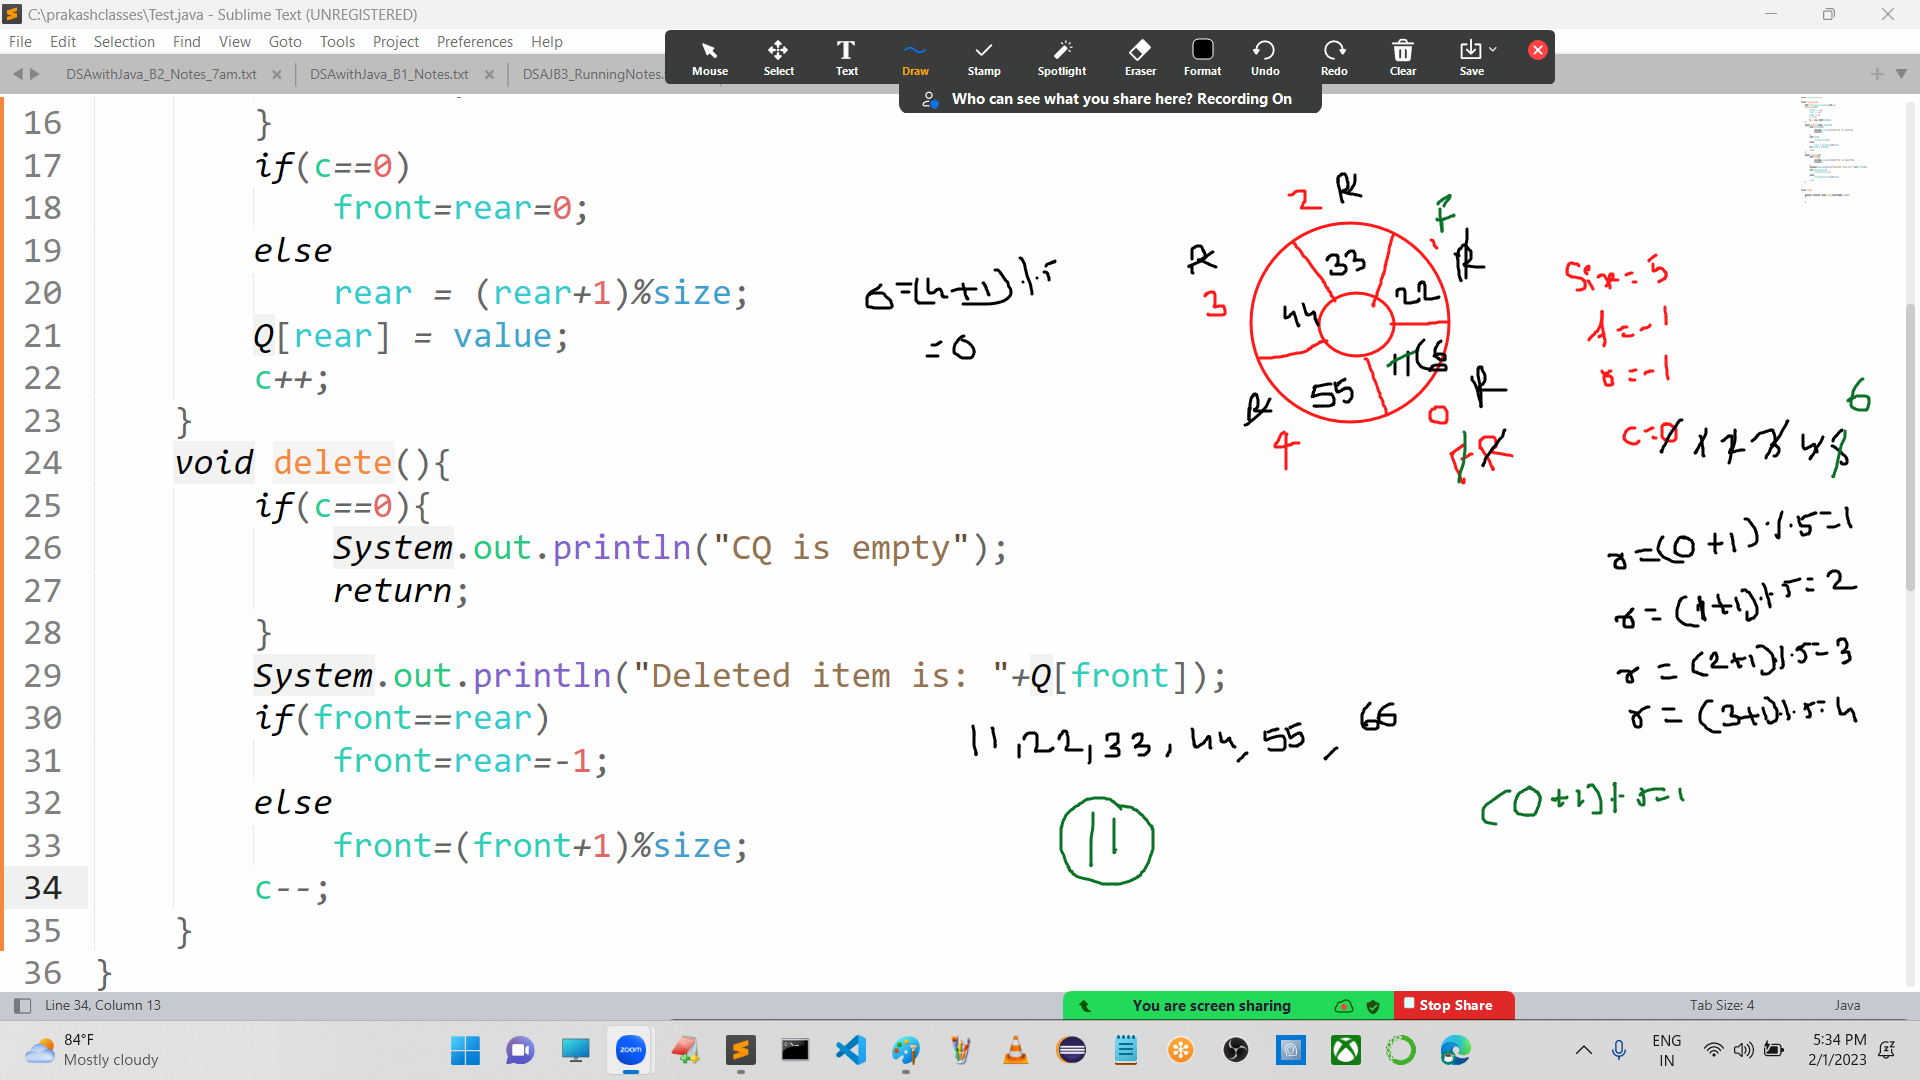 C:\prakashclasses\Test.java - Sublime Text (UNREGISTERED)
File Edit Selection Find View Goto Tools Project Preferences Help
Mouse Select Text Draw Stamp Spotlight Eraser Format Undo Redo Clear Save
DSAwithJava_B2_Notes_7am.txt DSAwithJava_B1_Notes.txt DSAJB3_RunningNotes.
Who can see what you share here? Recording On
16 }
17 if(c==0)
18 front=rear=0;
19 else
20 rear = (rear+1)%size;
21 Q[rear] = value;
22 c++;
23 }
24 void delete(){
25 if(c==0){
26 System.out.println("CQ is empty");
27 return;
28 }
29 System.out.println("Deleted item is: "+Q[front]);
30 if(front==rear)
31 front=rear=-1;
32 else
33 front=(front+1)%size;
34 c--;
35 }
36 }
2 R
F
R
33
22
R
3
44
55
R
4
R
0
0=(4+1)%5
=0
Size=5
f=-1
r=-1
6
c=0 1 2 3 4 5
r=(0+1)%5=1
r=(1+1)%5=2
r=(2+1)%5=3
r=(3+1)%5=4
11,22,33,44,55,66
(0+1)%5=1
11
Line 34, Column 13
You are screen sharing
Stop Share
Tab Size: 4
Java
84°F
Mostly cloudy
zoom
ENG
IN
5:34 PM
2/1/2023